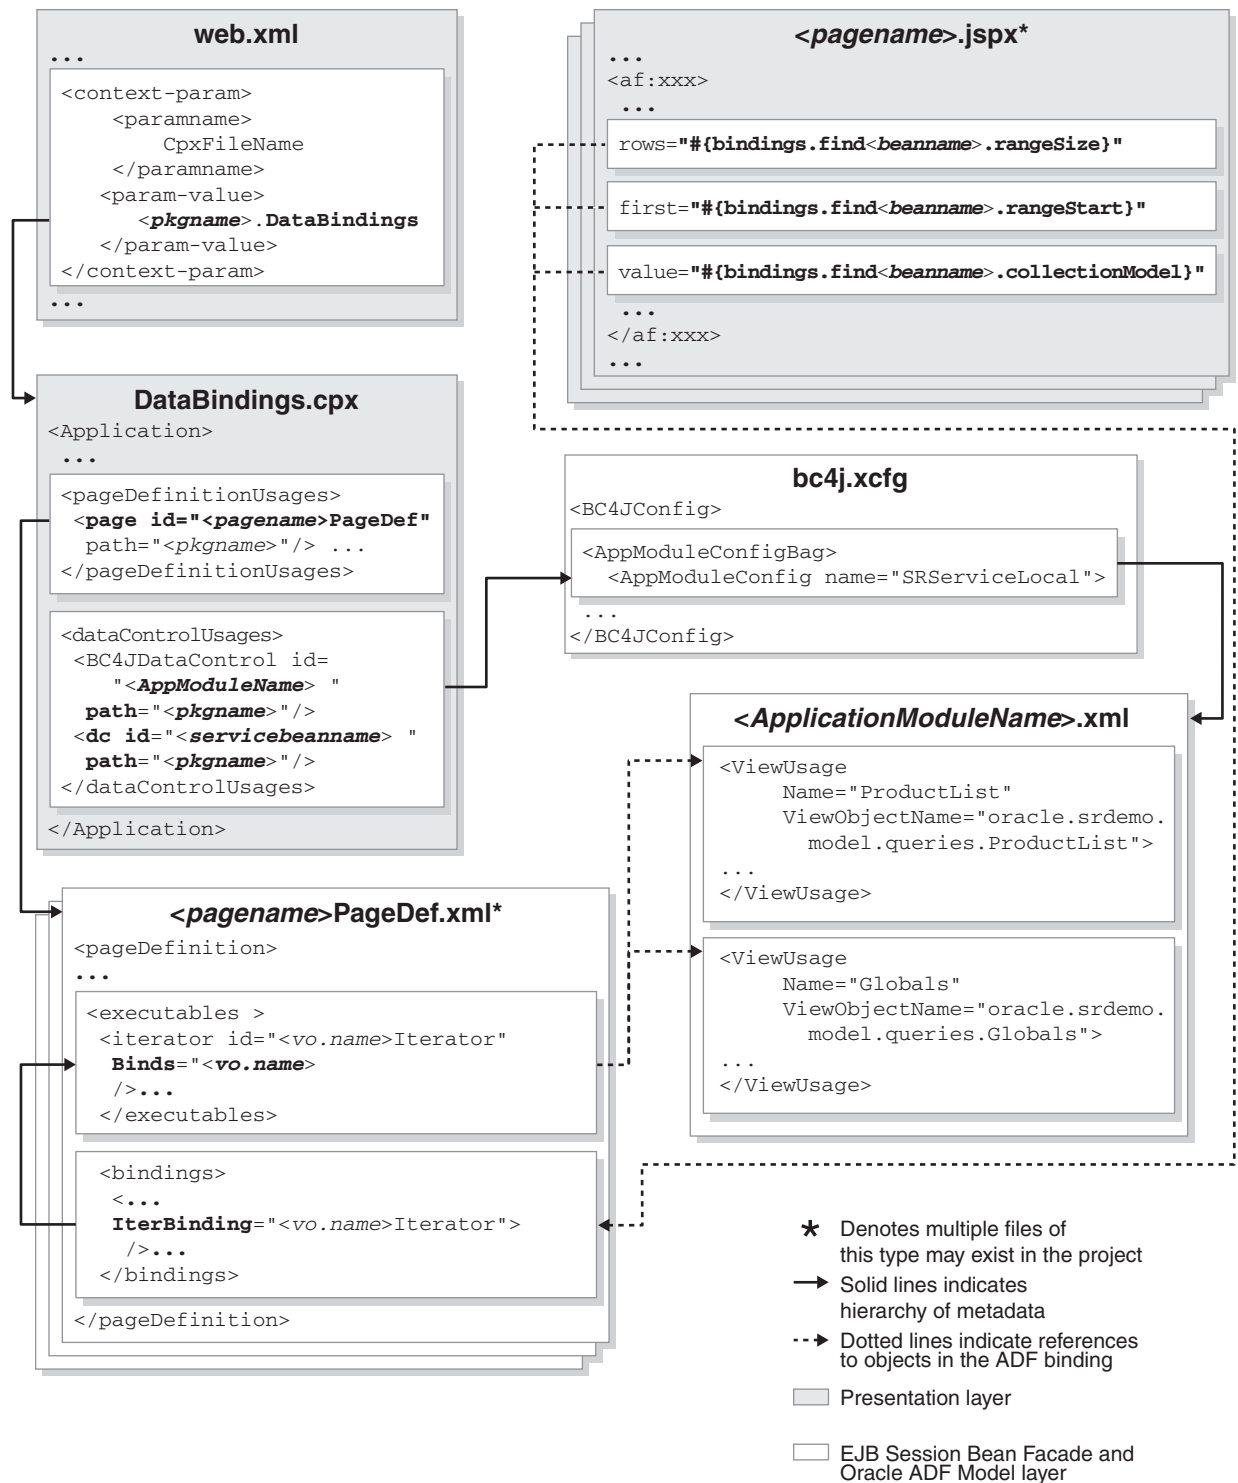 web.xml
...
<context-param>
<paramname>
CpxFileName
</paramname>
<param-value>
<pkgname>.DataBindings
</param-value>
</context-param>
...
<pagename>.jspx*
...
<af:xxx>
...
rows="#{bindings.find<beanname>.rangeSize}"
first="#{bindings.find<beanname>.rangeStart}"
value="#{bindings.find<beanname>.collectionModel}"
...
</af:xxx>
...
DataBindings.cpx
<Application>
...
<pageDefinitionUsages>
<page id="<pagename>PageDef"
path="<pkgname>"/> ...
</pageDefinitionUsages>
<dataControlUsages>
<BC4JDataControl id=
"<AppModuleName> "
path="<pkgname>"/>
<dc id="<servicebeanname> "
path="<pkgname>"/>
</dataControlUsages>
</Application>
bc4j.xcfg
<BC4JConfig>
<AppModuleConfigBag>
<AppModuleConfig name="SRServiceLocal">
...
</BC4JConfig>
<ApplicationModuleName>.xml
<ViewUsage
Name="ProductList"
ViewObjectName="oracle.srdemo.
model.queries.ProductList">
...
</ViewUsage>
<ViewUsage
Name="Globals"
ViewObjectName="oracle.srdemo.
model.queries.Globals">
...
</ViewUsage>
<pagename>PageDef.xml*
<pageDefinition>
...
<executables >
<iterator id="<vo.name>Iterator"
Binds="<vo.name>
/>...
</executables>
<bindings>
<...
IterBinding="<vo.name>Iterator">
/>...
</bindings>
</pageDefinition>
* Denotes multiple files of
this type may exist in the project
Solid lines indicates
hierarchy of metadata
Dotted lines indicate references
to objects in the ADF binding
Presentation layer
EJB Session Bean Facade and
Oracle ADF Model layer